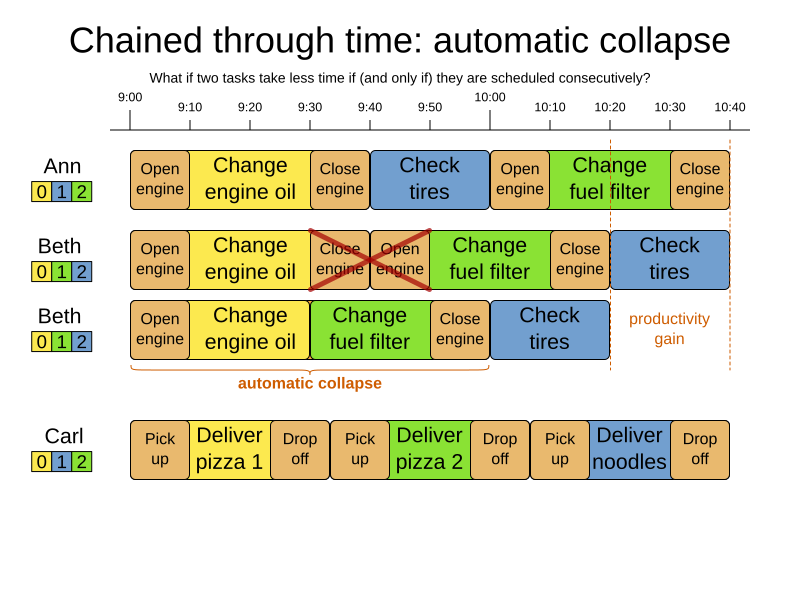 Chained through time: automatic collapse
What if two tasks take less time if (and only if) they are scheduled consecutively?
9:00 9:10 9:20 9:30 9:40 9:50 10:00 10:10 10:20 10:30 10:40
Ann
0 1 2
Open
engine
Change
engine oil
Close
engine
Check
tires
Open
engine
Change
fuel filter
Close
engine
Beth
0 1 2
Open
engine
Change
engine oil
Close
engine
Open
engine
Change
fuel filter
Close
engine
Check
tires
Beth
0 1 2
Open
engine
Change
engine oil
Change
fuel filter
Close
engine
Check
tires
productivity
gain
automatic collapse
Carl
0 1 2
Pick
up
Deliver
pizza 1
Drop
off
Pick
up
Deliver
pizza 2
Drop
off
Pick
up
Deliver
noodles
Drop
off